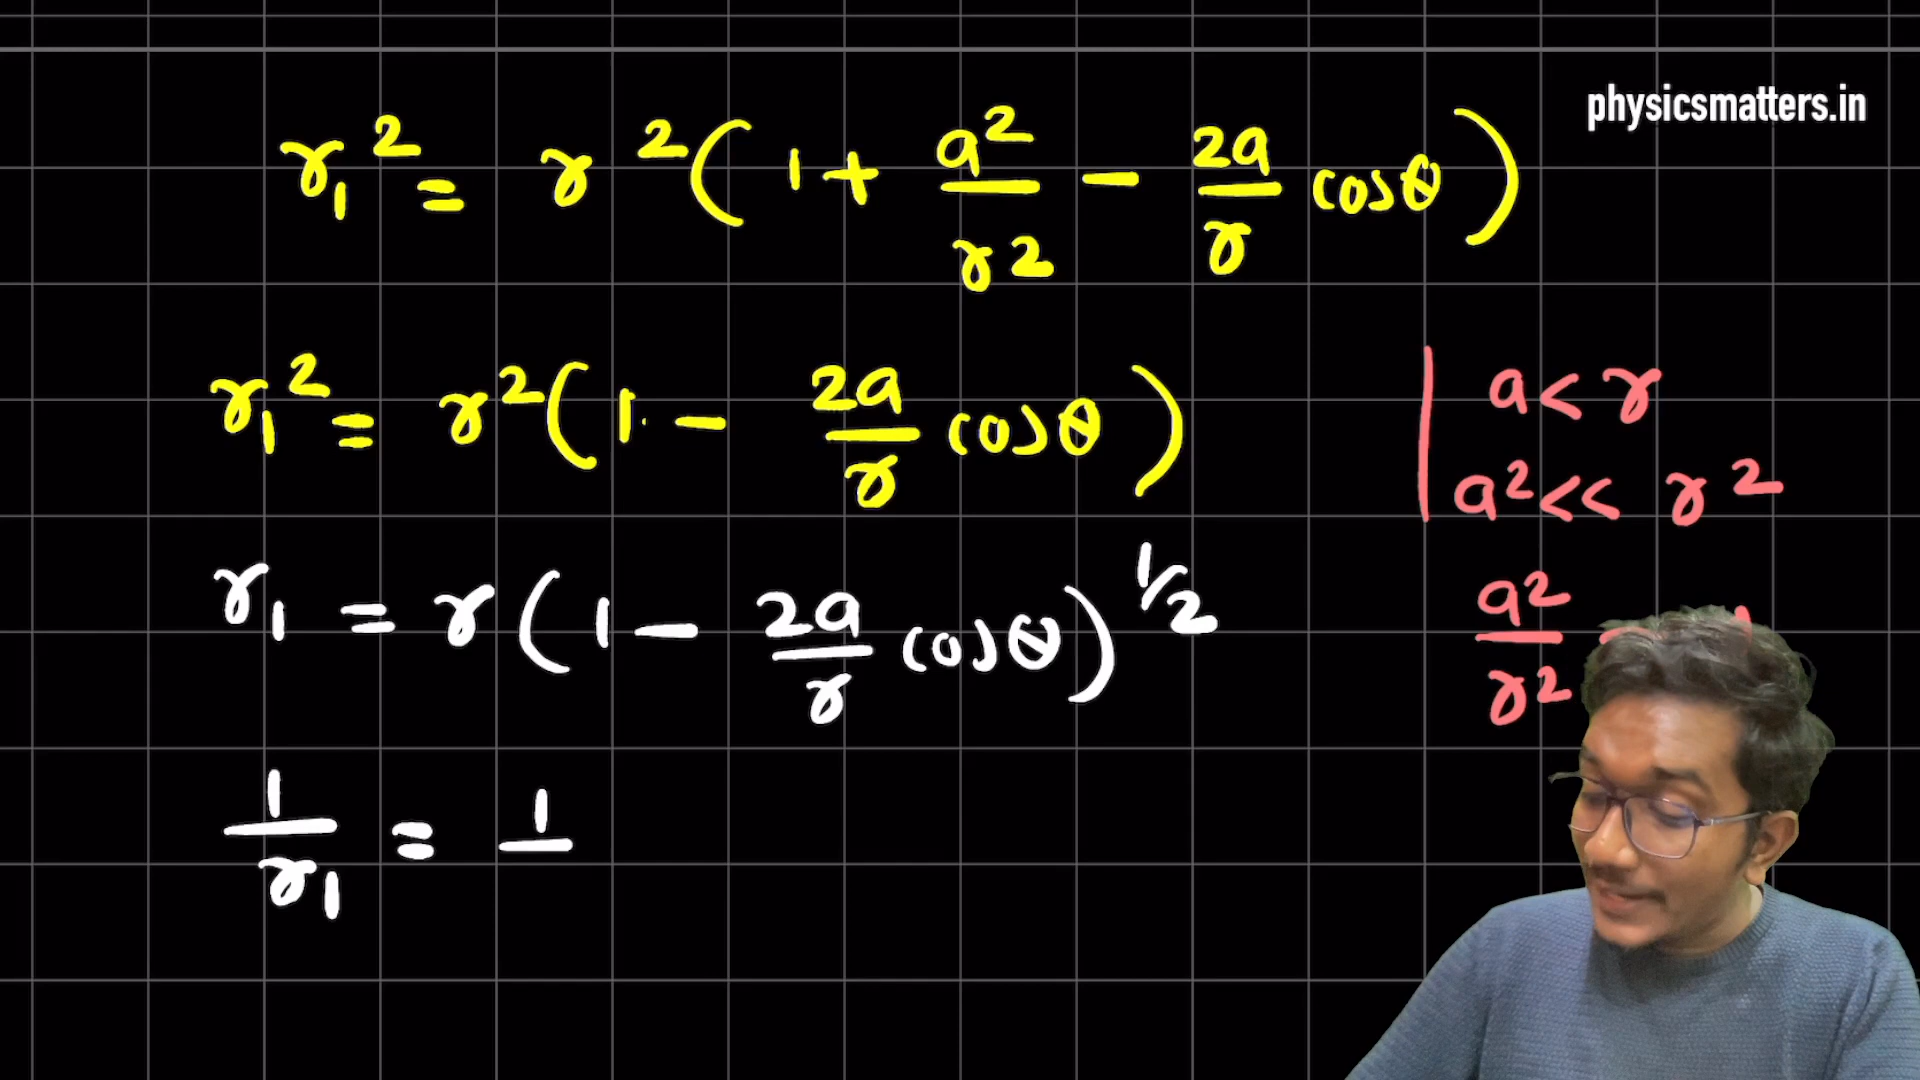 physicsmatters.in
r₁² = r² (1 + a²/r² - 2a/r cosθ)
r₁² = r² (1 - 2a/r cosθ)
a < r
a² << r²
r₁ = r (1 - 2a/r cosθ)^1/2
a²/r²
1/r₁ = 1/